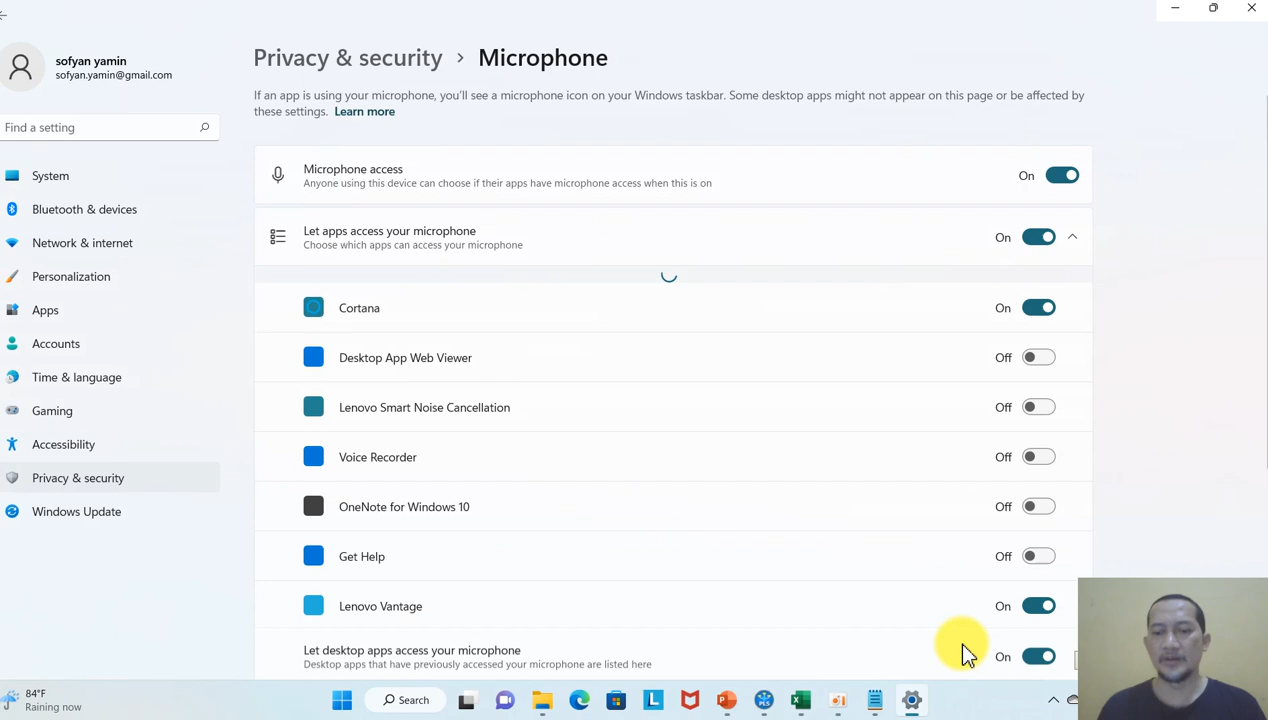 sofyan yamin
sofyan.yamin@gmail.com
Find a setting
System
Bluetooth & devices
Network & internet
Personalization
Apps
Accounts
Time & language
Gaming
Accessibility
Privacy & security
Windows Update
Privacy & security › Microphone
If an app is using your microphone, you'll see a microphone icon on your Windows taskbar. Some desktop apps might not appear on this page or be affected by
these settings. Learn more
Microphone access
Anyone using this device can choose if their apps have microphone access when this is on
On
Let apps access your microphone
Choose which apps can access your microphone
On
Cortana
On
Desktop App Web Viewer
Off
Lenovo Smart Noise Cancellation
Off
Voice Recorder
Off
OneNote for Windows 10
Off
Get Help
Off
Lenovo Vantage
On
Let desktop apps access your microphone
Desktop apps that have previously accessed your microphone are listed here
On
84°F
Raining now
Search
L
PLS